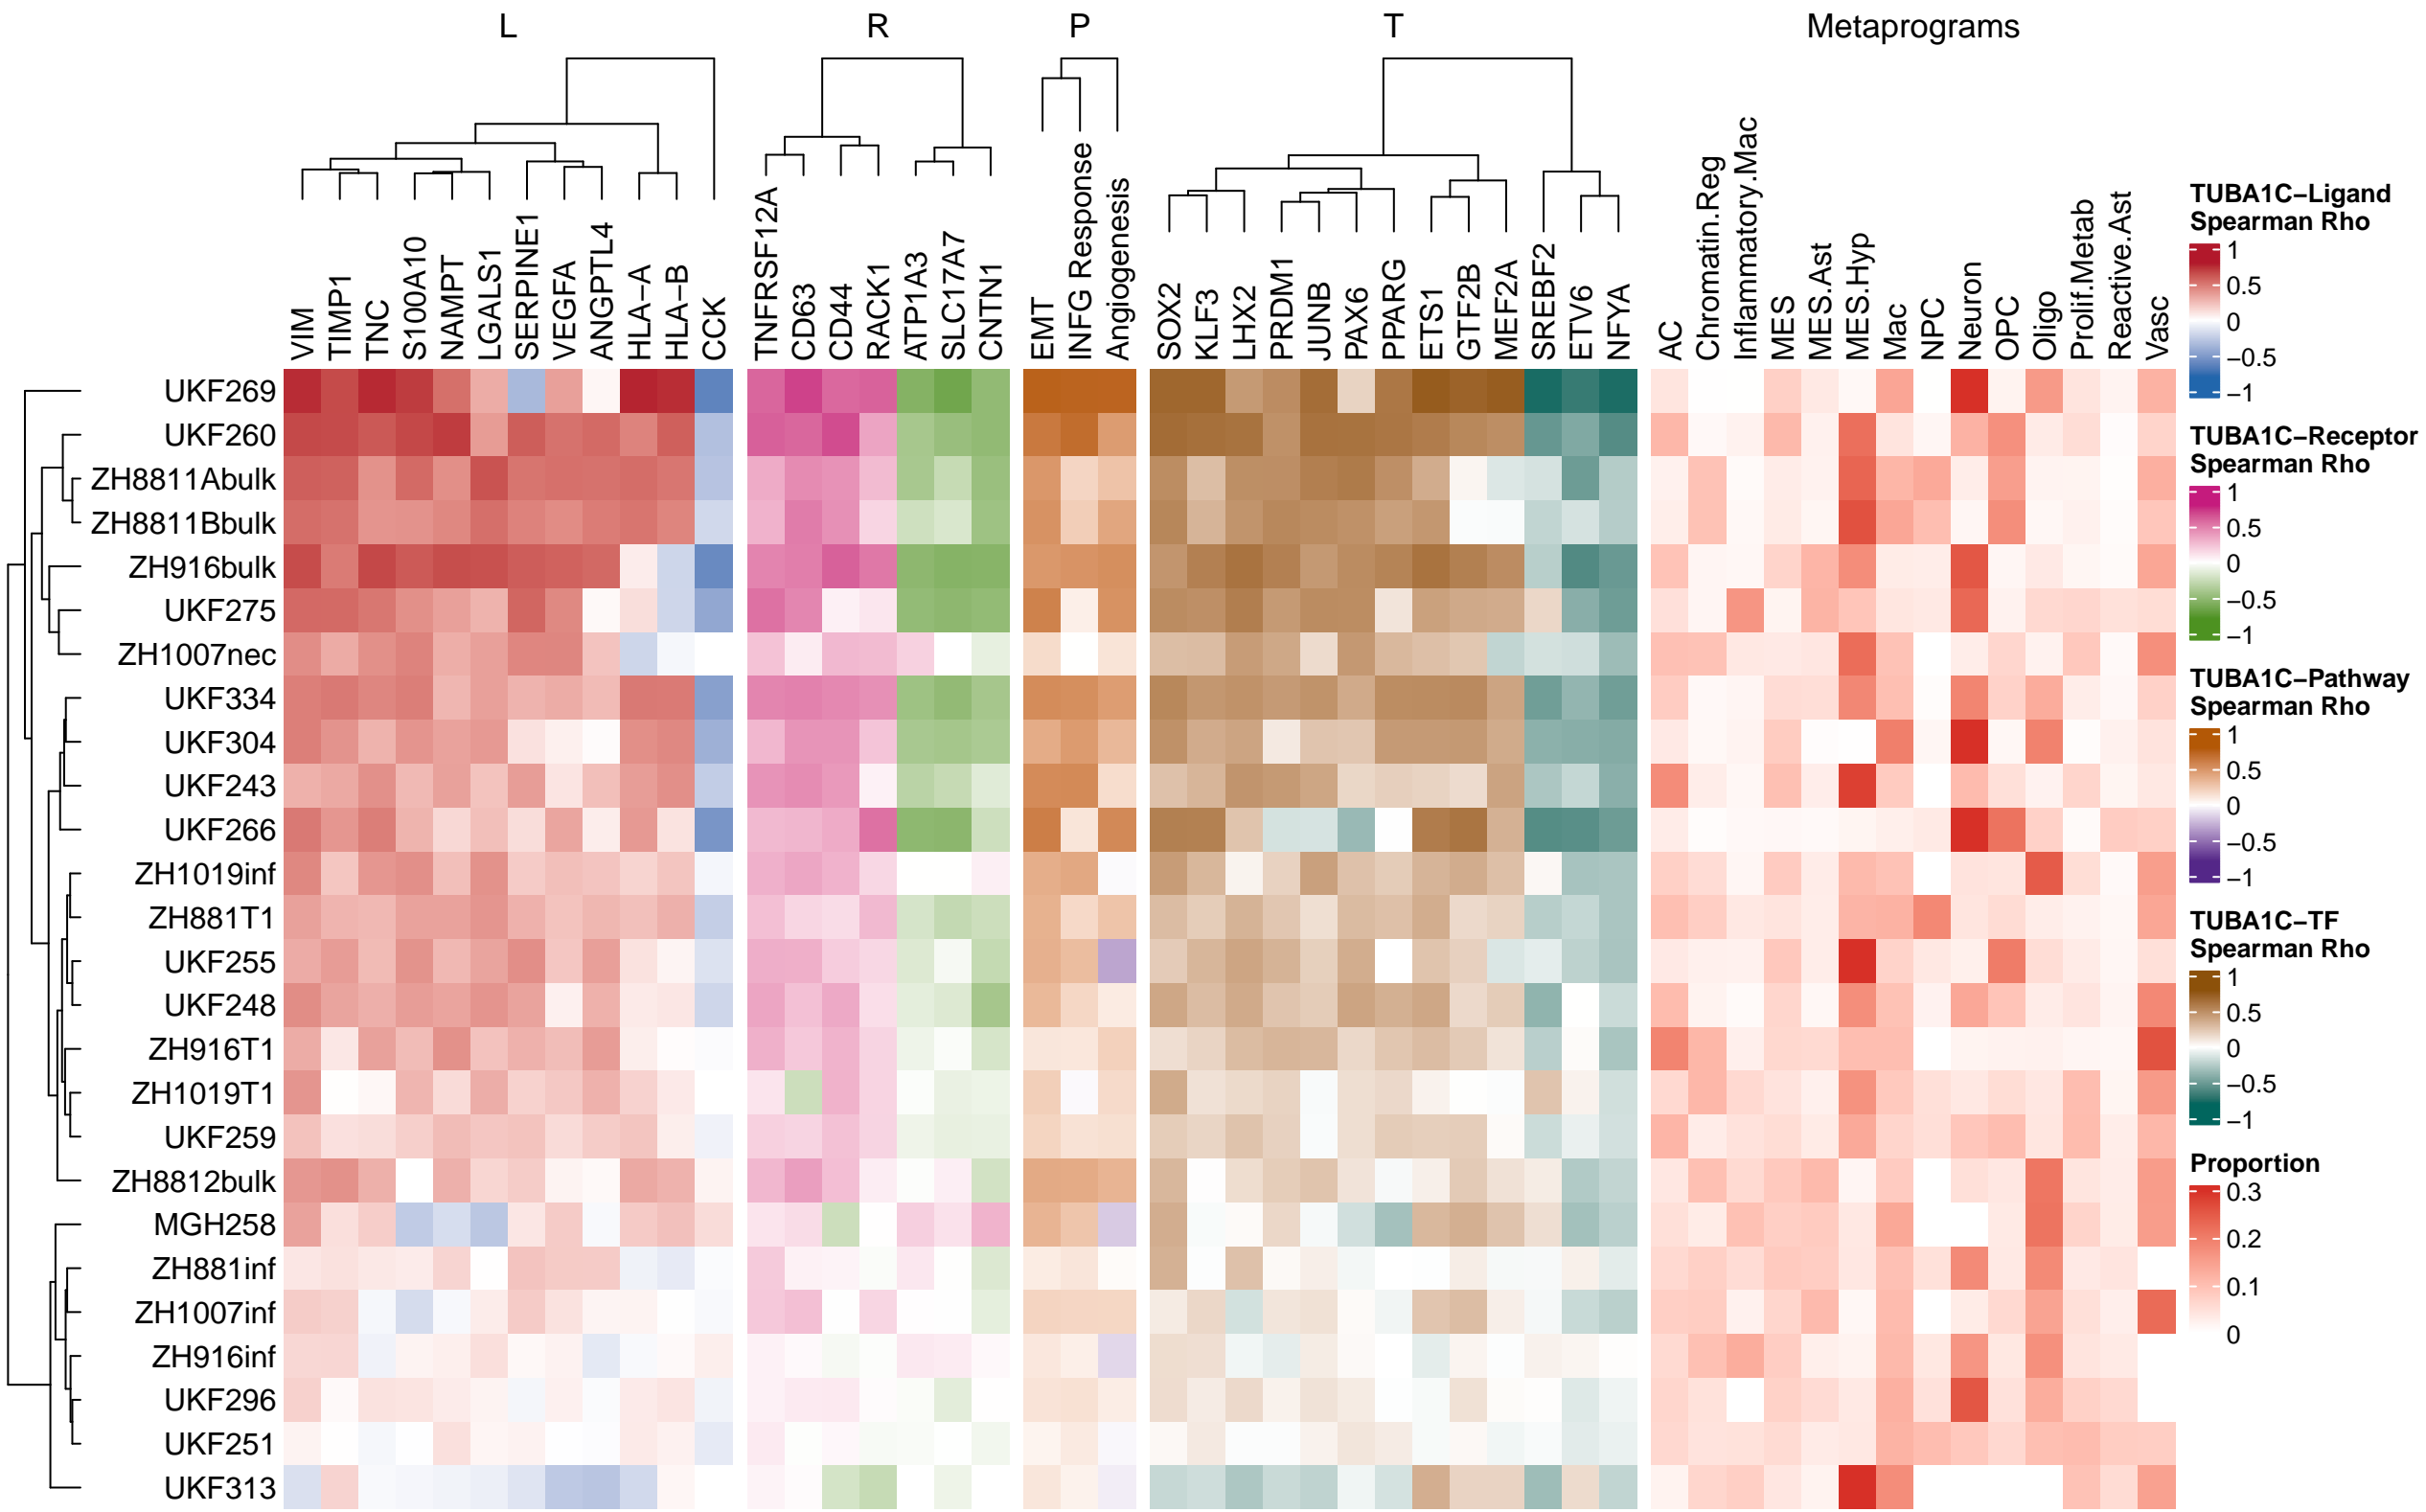 L R P T Metaprograms
VIM
TIMP1
TNC
S100A10
NAMPT
LGALS1
SERPINE1
VEGFA
ANGPTL4
HLA−A
HLA−B
CCK
TNFRSF12A
CD63
CD44
RACK1
ATP1A3
SLC17A7
CNTN1
EMT
INFG Response
Angiogenesis
SOX2
KLF3
LHX2
PRDM1
JUNB
PAX6
PPARG
ETS1
GTF2B
MEF2A
SREBF2
ETV6
NFYA
AC
Chromatin.Reg
Inflammatory.Mac
MES
MES.Ast
MES.Hyp
Mac
NPC
Neuron
OPC
Oligo
Prolif.Metab
Reactive.Ast
Vasc
UKF269
UKF260
ZH8811Abulk
ZH8811Bbulk
ZH916bulk
UKF275
ZH1007nec
UKF334
UKF304
UKF243
UKF266
ZH1019inf
ZH881T1
UKF255
UKF248
ZH916T1
ZH1019T1
UKF259
ZH8812bulk
MGH258
ZH881inf
ZH1007inf
ZH916inf
UKF296
UKF251
UKF313
TUBA1C−Ligand
Spearman Rho
1
0.5
0
−0.5
−1
TUBA1C−Receptor
Spearman Rho
1
0.5
0
−0.5
−1
TUBA1C−Pathway
Spearman Rho
1
0.5
0
−0.5
−1
TUBA1C−TF
Spearman Rho
1
0.5
0
−0.5
−1
Proportion
0.3
0.2
0.1
0